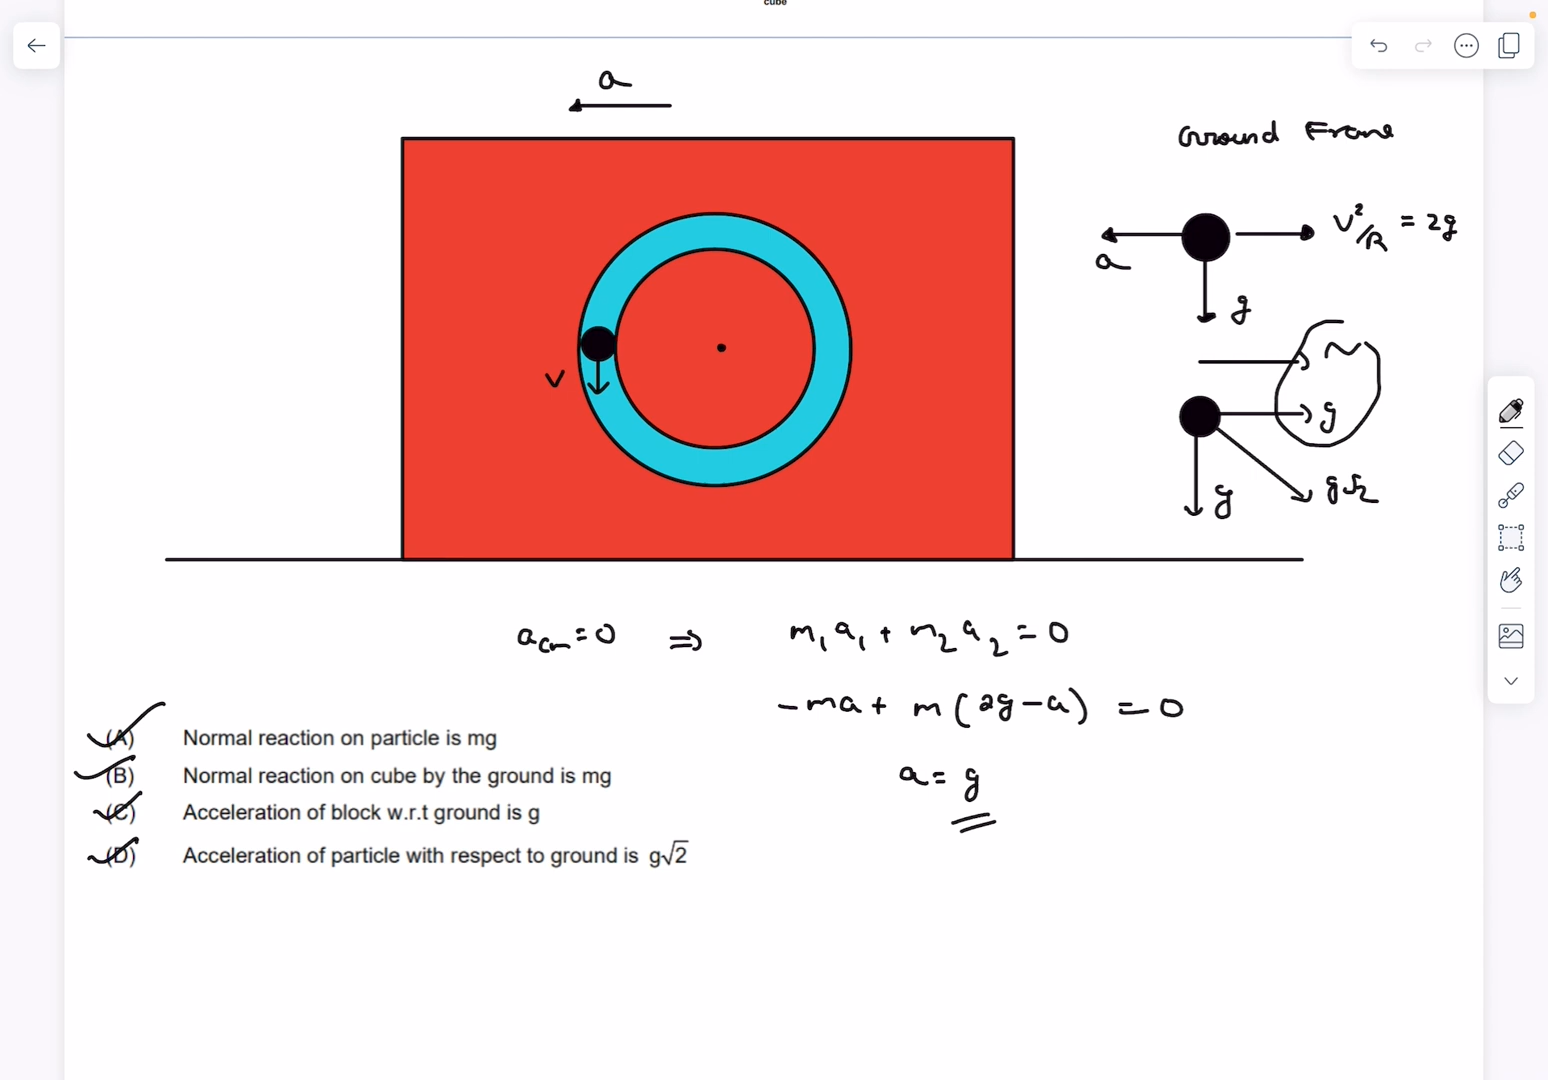 cube
a
Ground Frame
V²/R = 2g
a
g
V
N
g
g√2
g
a_cm = 0 ⇒ m₁a₁ + m₂a₂ = 0
-ma + m(2g-a) = 0
a = g
(A) Normal reaction on particle is mg
(B) Normal reaction on cube by the ground is mg
(C) Acceleration of block w.r.t ground is g
(D) Acceleration of particle with respect to ground is g√2